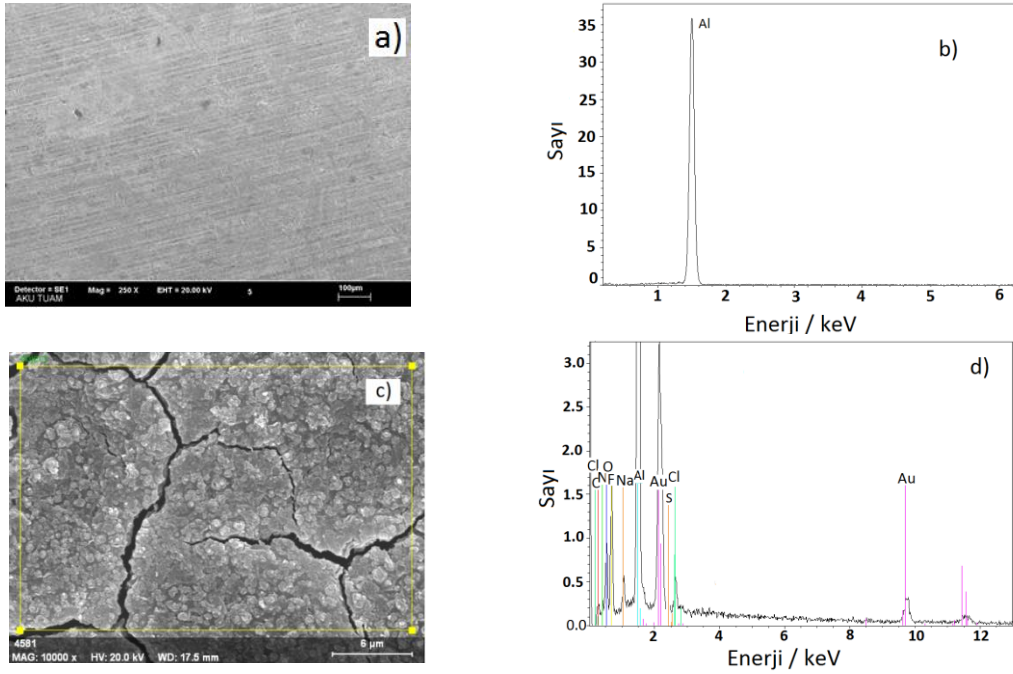 a)
Detector = SE1 Mag = 250 X EHT = 20.00 kV 5 100µm
AKU TUAM
b)
Al
Sayı
35
30
25
20
15
10
5
0
1 2 3 4 5 6
Enerji / keV
c)
4581
MAG: 10000 x HV: 20.0 kV WD: 17.5 mm
6 µm
d)
Sayı
3.0
2.5
2.0
1.5
1.0
0.5
0.0
Cl O Cl
C N F Na Al Au S Au
2 4 6 8 10 12
Enerji / keV